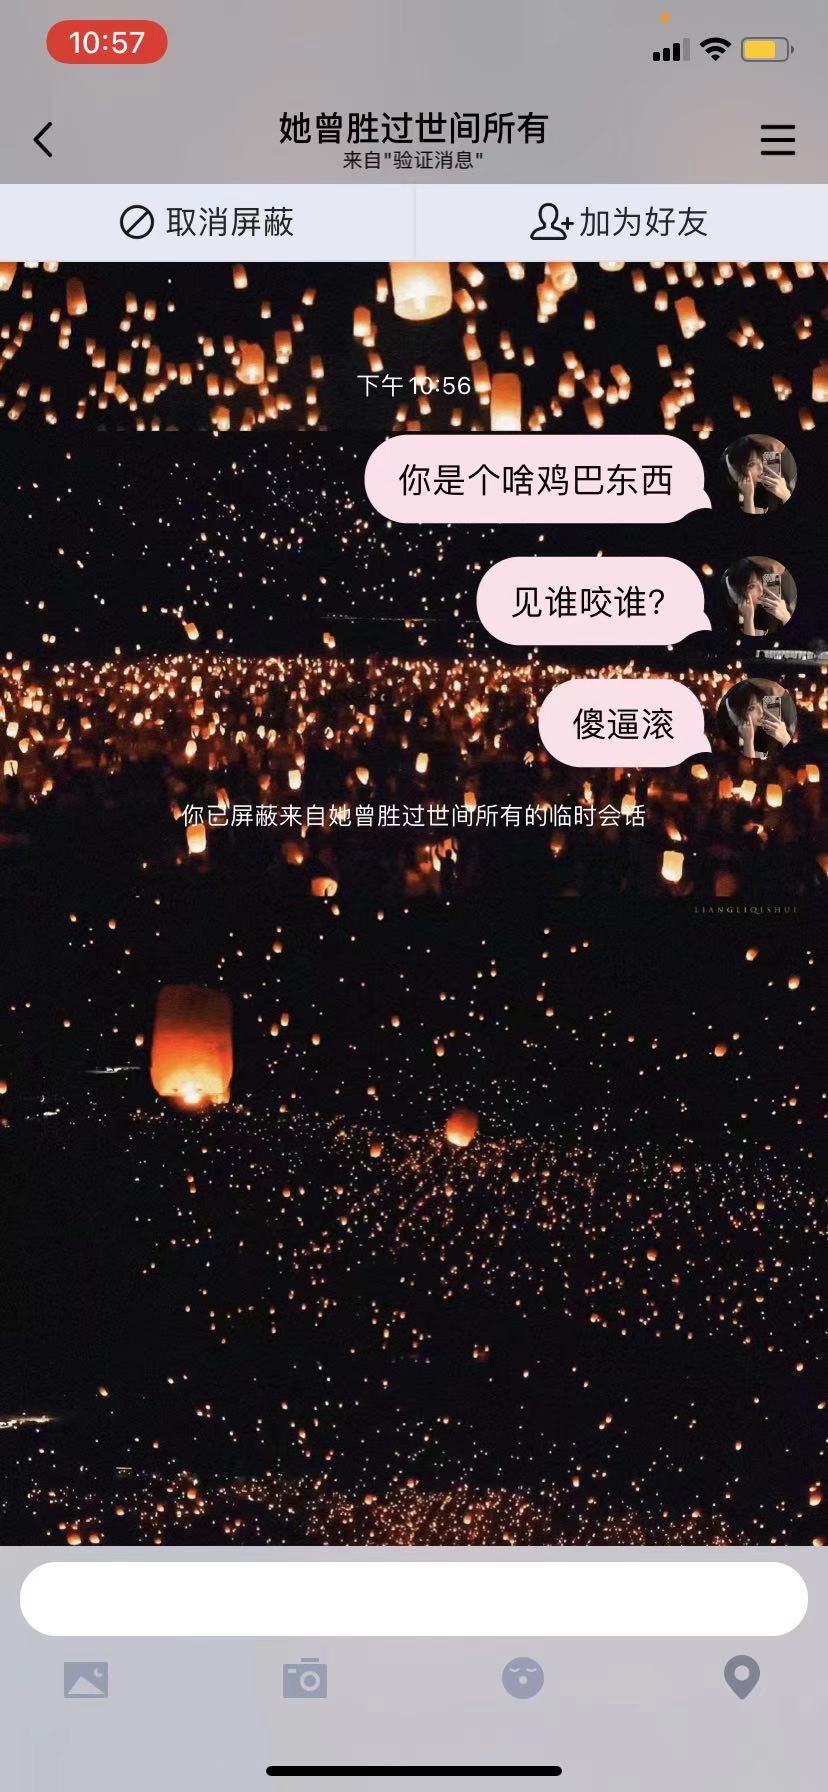 10:57
她曾胜过世间所有
来自"验证消息"
取消屏蔽
加为好友
下午 10:56
你是个啥鸡巴东西
见谁咬谁?
傻逼滚
你已屏蔽来自她曾胜过世间所有的临时会话
LIANGLIQISHUI